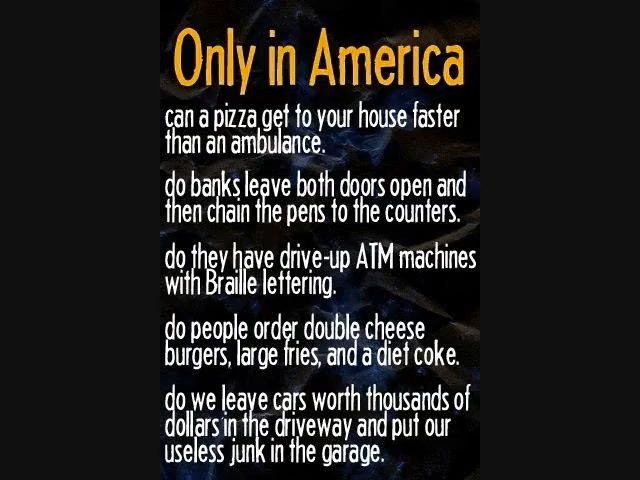 Only in America
can a pizza get to your house faster
than an ambulance.
do banks leave both doors open and
then chain the pens to the counters.
do they have drive-up ATM machines
with Braille lettering.
do people order double cheese
burgers, large fries, and a diet coke.
do we leave cars worth thousands of
dollars in the driveway and put our
useless junk in the garage.